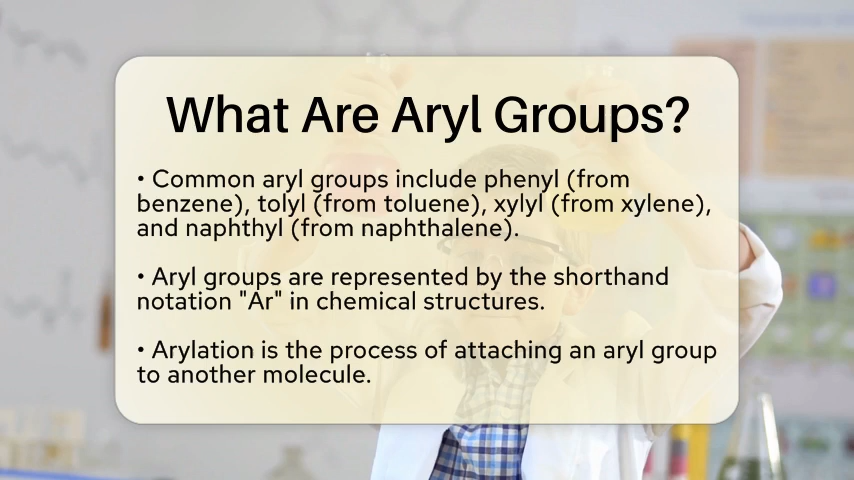 What Are Aryl Groups?
• Common aryl groups include phenyl (from
benzene), tolyl (from toluene), xylyl (from xylene),
and naphthyl (from naphthalene).
• Aryl groups are represented by the shorthand
notation "Ar" in chemical structures.
• Arylation is the process of attaching an aryl group
to another molecule.